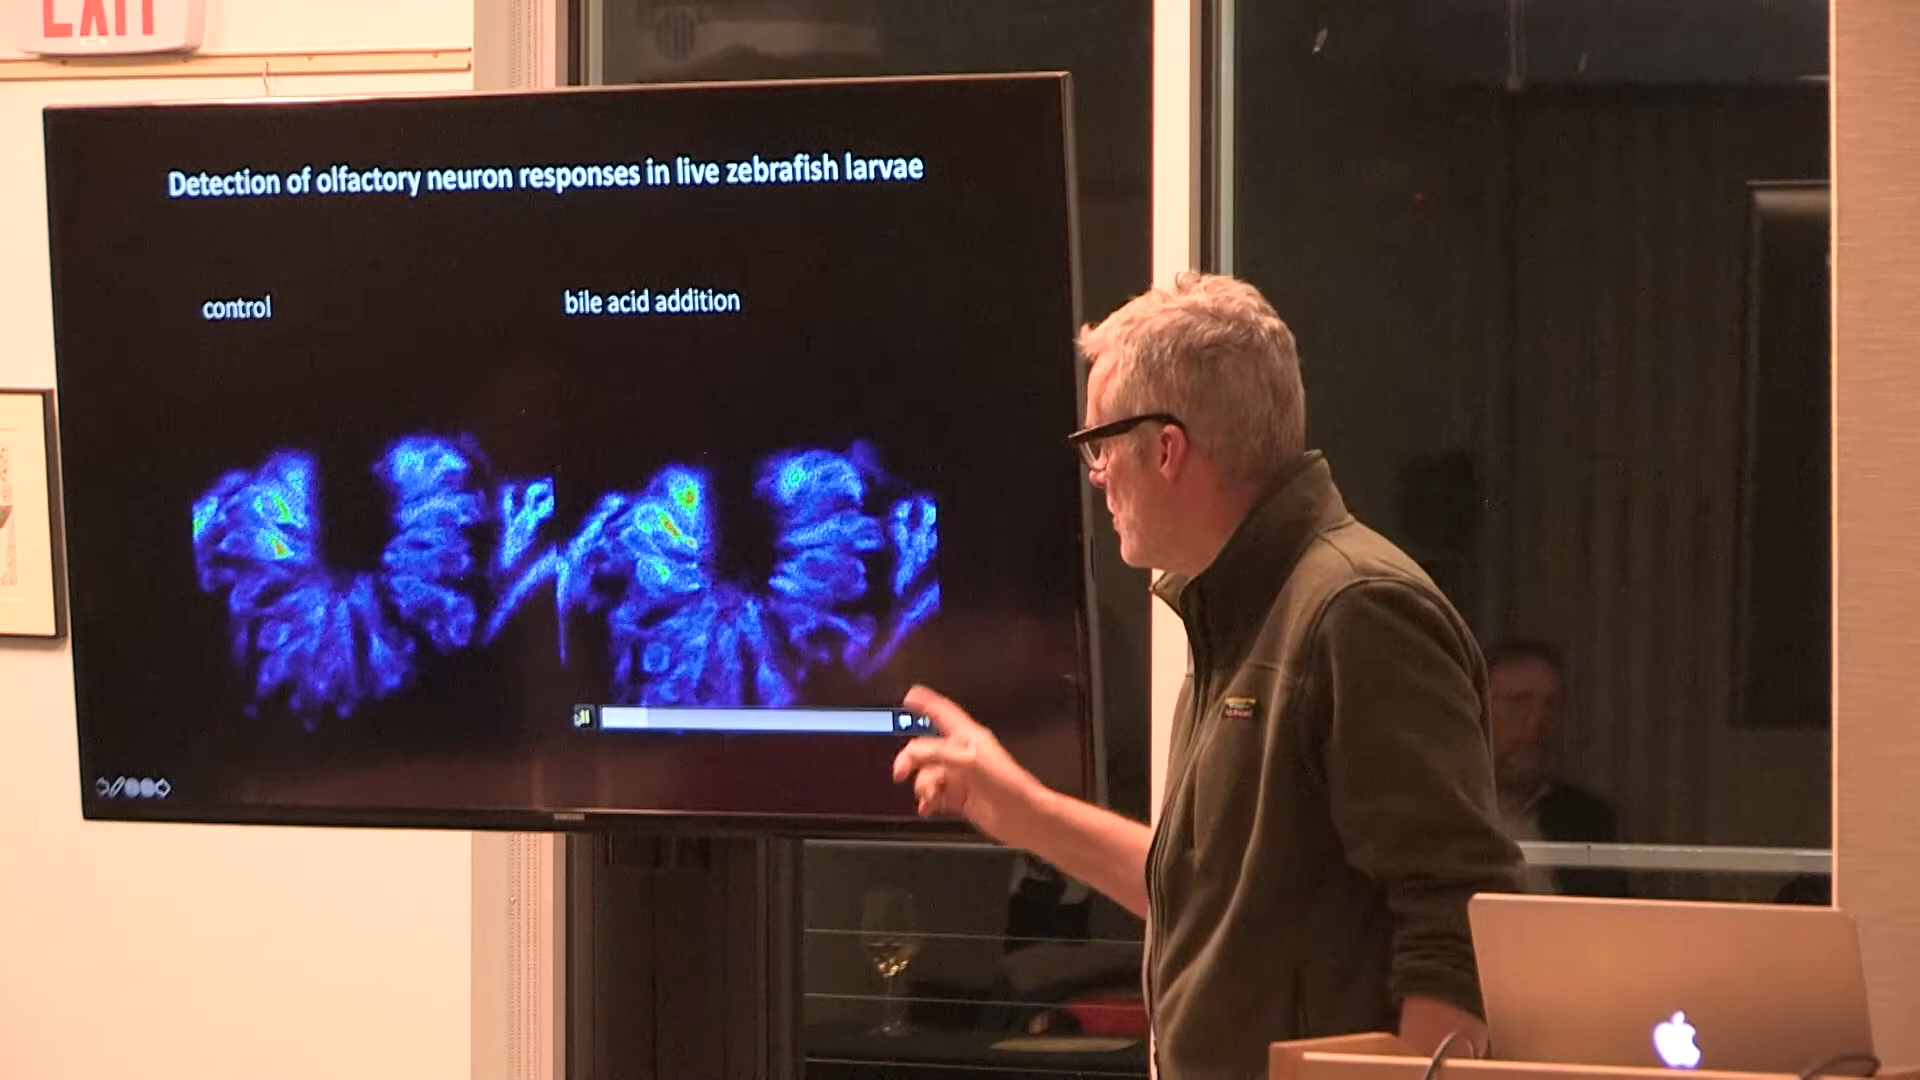 EXIT
Detection of olfactory neuron responses in live zebrafish larvae
control
bile acid addition